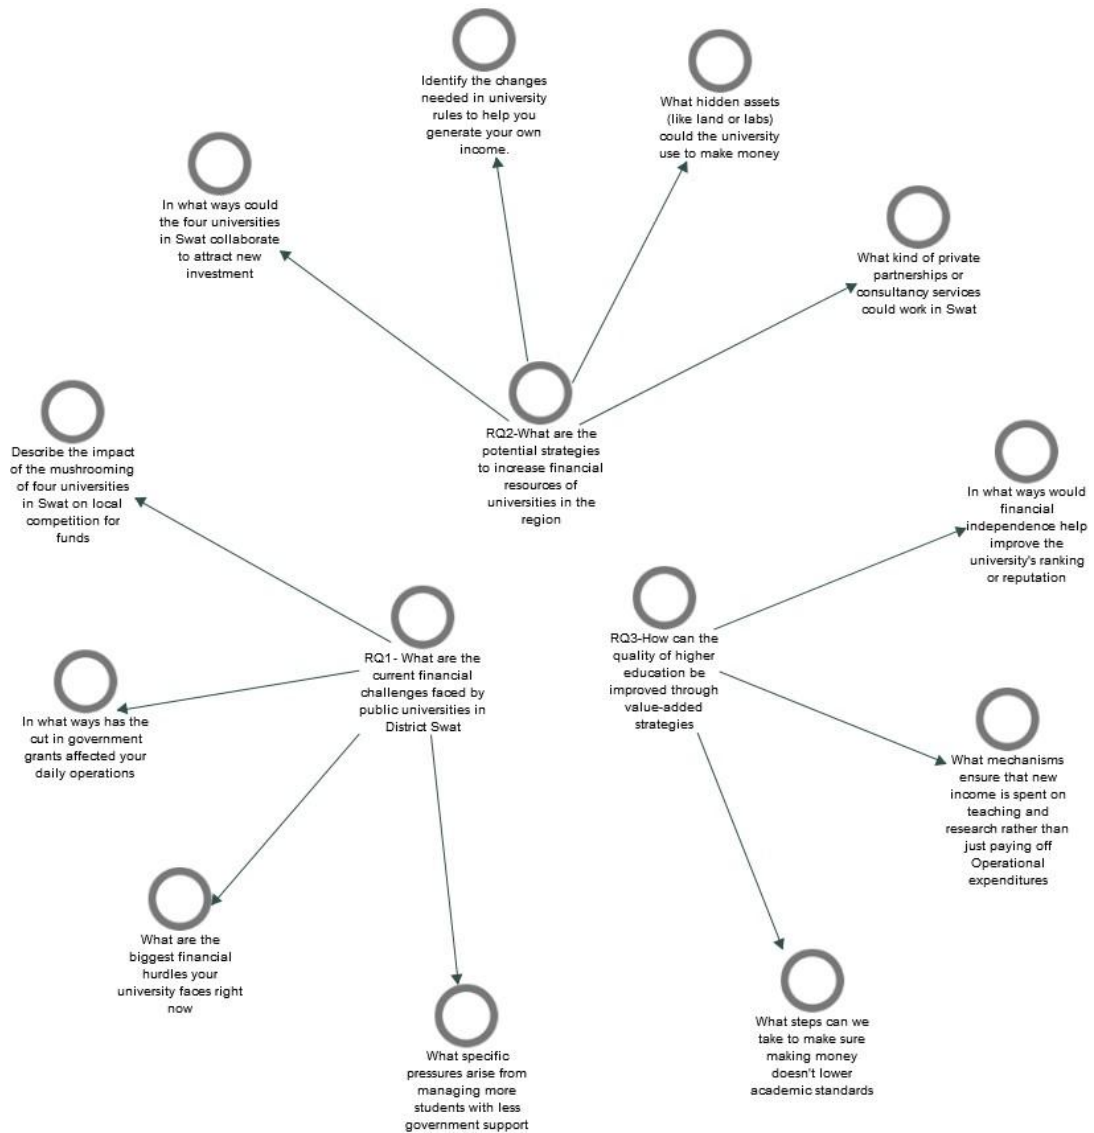 Identify the changes
needed in university
rules to help you
generate your own
income.
What hidden assets
(like land or labs)
could the university
use to make money
In what ways could
the four universities
in Swat collaborate
to attract new
investment
What kind of private
partnerships or
consultancy services
could work in Swat
RQ2-What are the
potential strategies
to increase financial
resources of
universities in the
region
Describe the impact
of the mushrooming
of four universities
in Swat on local
competition for
funds
In what ways would
financial
independence help
improve the
university's ranking
or reputation
RQ1- What are the
current financial
challenges faced by
public universities in
District Swat
RQ3-How can the
quality of higher
education be
improved through
value-added
strategies
In what ways has the
cut in government
grants affected your
daily operations
What mechanisms
ensure that new
income is spent on
teaching and
research rather than
just paying off
Operational
expenditures
What are the
biggest financial
hurdles your
university faces right
now
What steps can we
take to make sure
making money
doesn't lower
academic standards
What specific
pressures arise from
managing more
students with less
government support